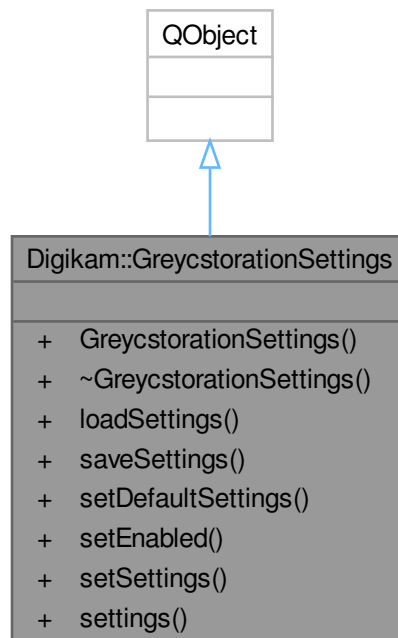 QObject
Digikam::GreycstorationSettings
+ GreycstorationSettings()
+ ~GreycstorationSettings()
+ loadSettings()
+ saveSettings()
+ setDefaultSettings()
+ setEnabled()
+ setSettings()
+ settings()